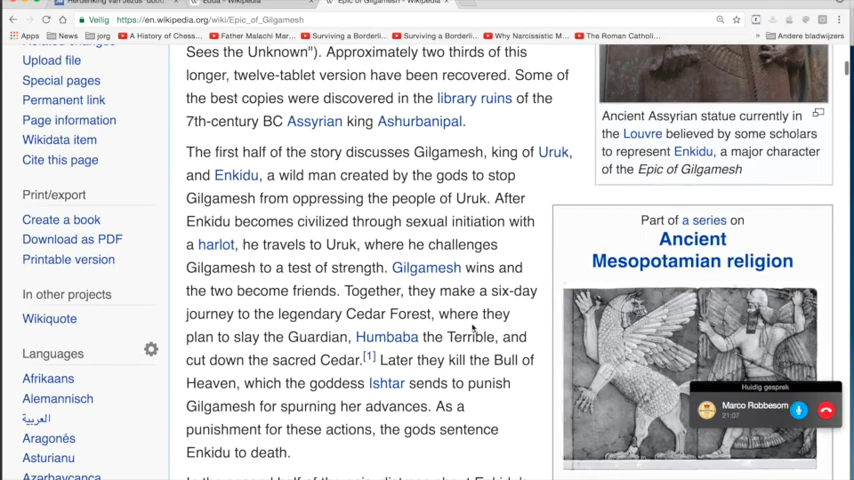 Herdenking van Jezus' dood:
Edda - Wikipedia
Epic of Gilgamesh - Wikipedia
Veilig
https://en.wikipedia.org/wiki/Epic_of_Gilgamesh
Apps
News
jorg
A History of Chess...
Father Malachi Mar...
Surviving a Borderli...
Surviving a Borderli...
Why Narcissistic M...
The Roman Catholi...
» Andere bladwijzers
Upload file
Special pages
Permanent link
Page information
Wikidata item
Cite this page
Print/export
Create a book
Download as PDF
Printable version
In other projects
Wikiquote
Languages
Afrikaans
Alemannisch
العربية
Aragonés
Asturianu
Azərbaycanca
Sees the Unknown"). Approximately two thirds of this
longer, twelve-tablet version have been recovered. Some of
the best copies were discovered in the library ruins of the
7th-century BC Assyrian king Ashurbanipal.
The first half of the story discusses Gilgamesh, king of Uruk,
and Enkidu, a wild man created by the gods to stop
Gilgamesh from oppressing the people of Uruk. After
Enkidu becomes civilized through sexual initiation with
a harlot, he travels to Uruk, where he challenges
Gilgamesh to a test of strength. Gilgamesh wins and
the two become friends. Together, they make a six-day
journey to the legendary Cedar Forest, where they
plan to slay the Guardian, Humbaba the Terrible, and
cut down the sacred Cedar.[1] Later they kill the Bull of
Heaven, which the goddess Ishtar sends to punish
Gilgamesh for spurning her advances. As a
punishment for these actions, the gods sentence
Enkidu to death.
Ancient Assyrian statue currently in
the Louvre believed by some scholars
to represent Enkidu, a major character
of the Epic of Gilgamesh
Part of a series on
Ancient
Mesopotamian religion
Huidig gesprek
Marco Robbesom
21:07